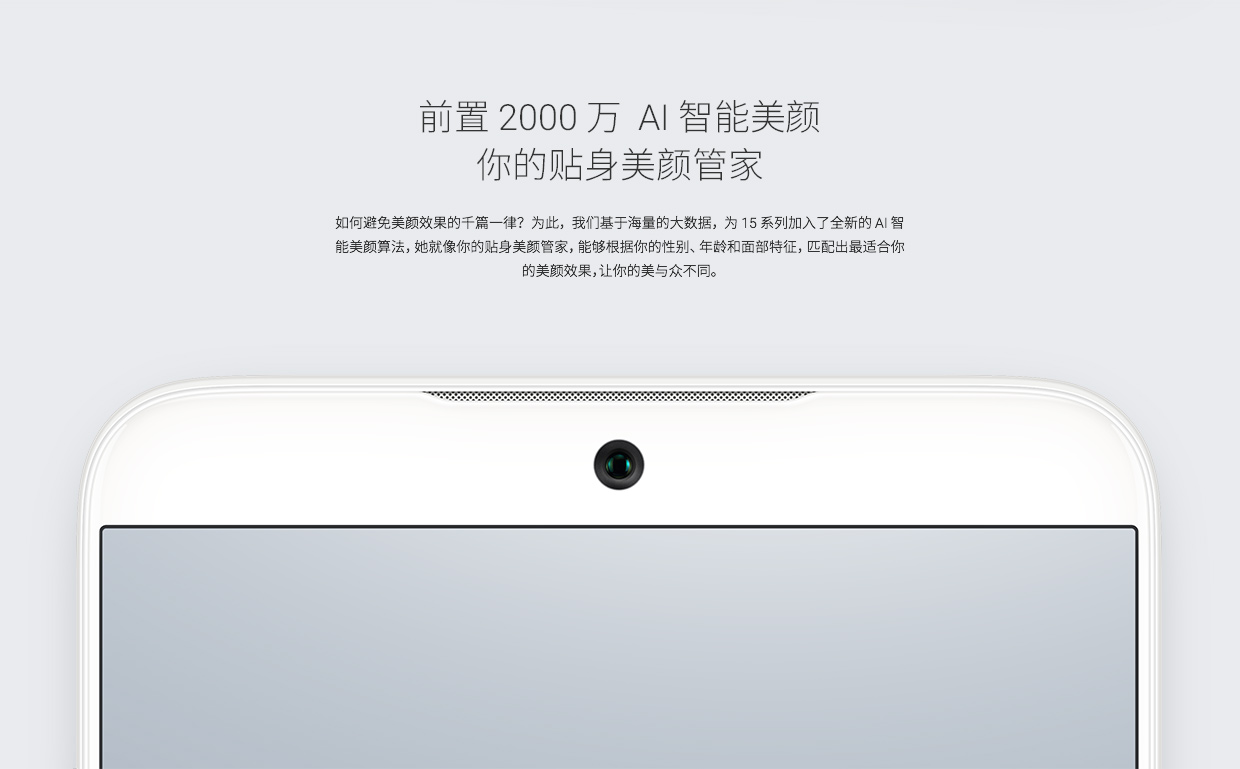 前置 2000 万 AI 智能美颜
你的贴身美颜管家
如何避免美颜效果的千篇一律？为此，我们基于海量的大数据，为 15 系列加入了全新的 AI 智
能美颜算法，她就像你的贴身美颜管家，能够根据你的性别、年龄和面部特征，匹配出最适合你
的美颜效果，让你的美与众不同。